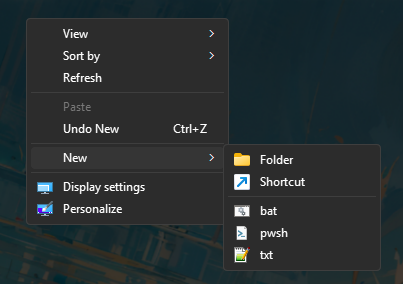 View
Sort by
Refresh
Paste
Undo New Ctrl+Z
New
Display settings
Personalize
Folder
Shortcut
bat
pwsh
txt